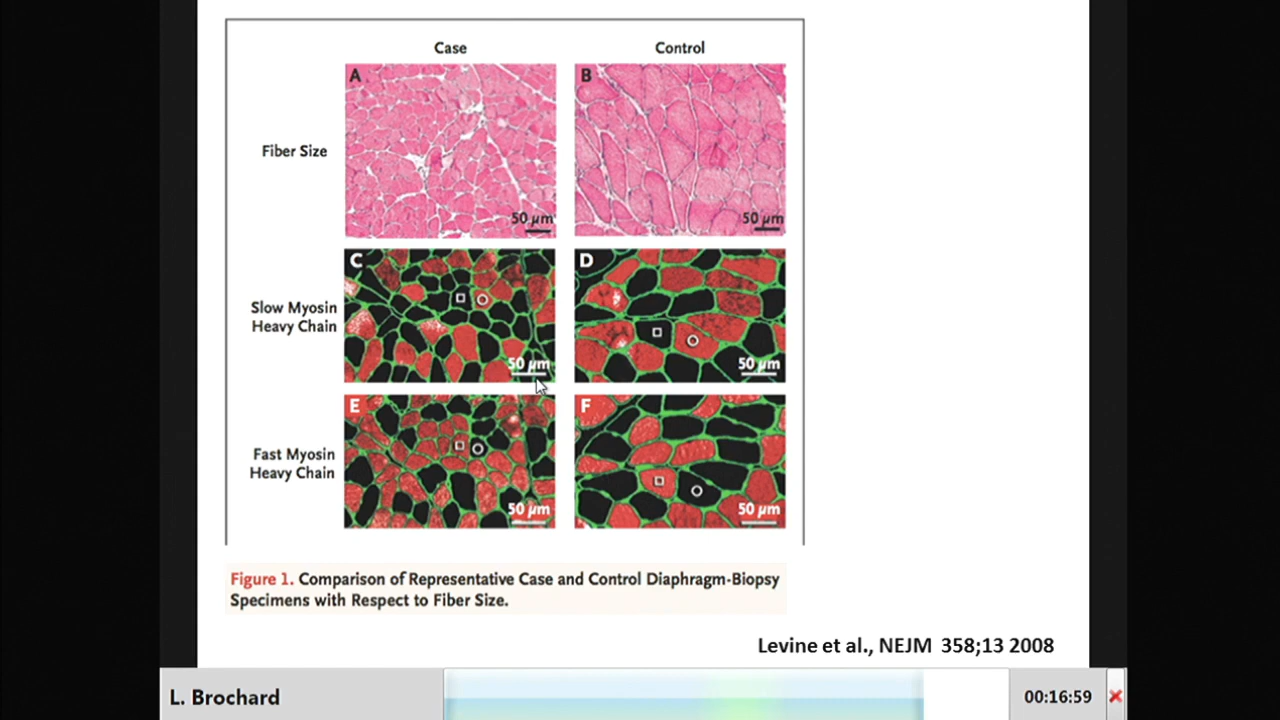 Case Control
A B
Fiber Size
50 µm 50 µm
C D
Slow Myosin
Heavy Chain
50 µm 50 µm
E F
Fast Myosin
Heavy Chain
50 µm 50 µm
Figure 1. Comparison of Representative Case and Control Diaphragm-Biopsy
Specimens with Respect to Fiber Size.
Levine et al., NEJM 358;13 2008
L. Brochard 00:16:59